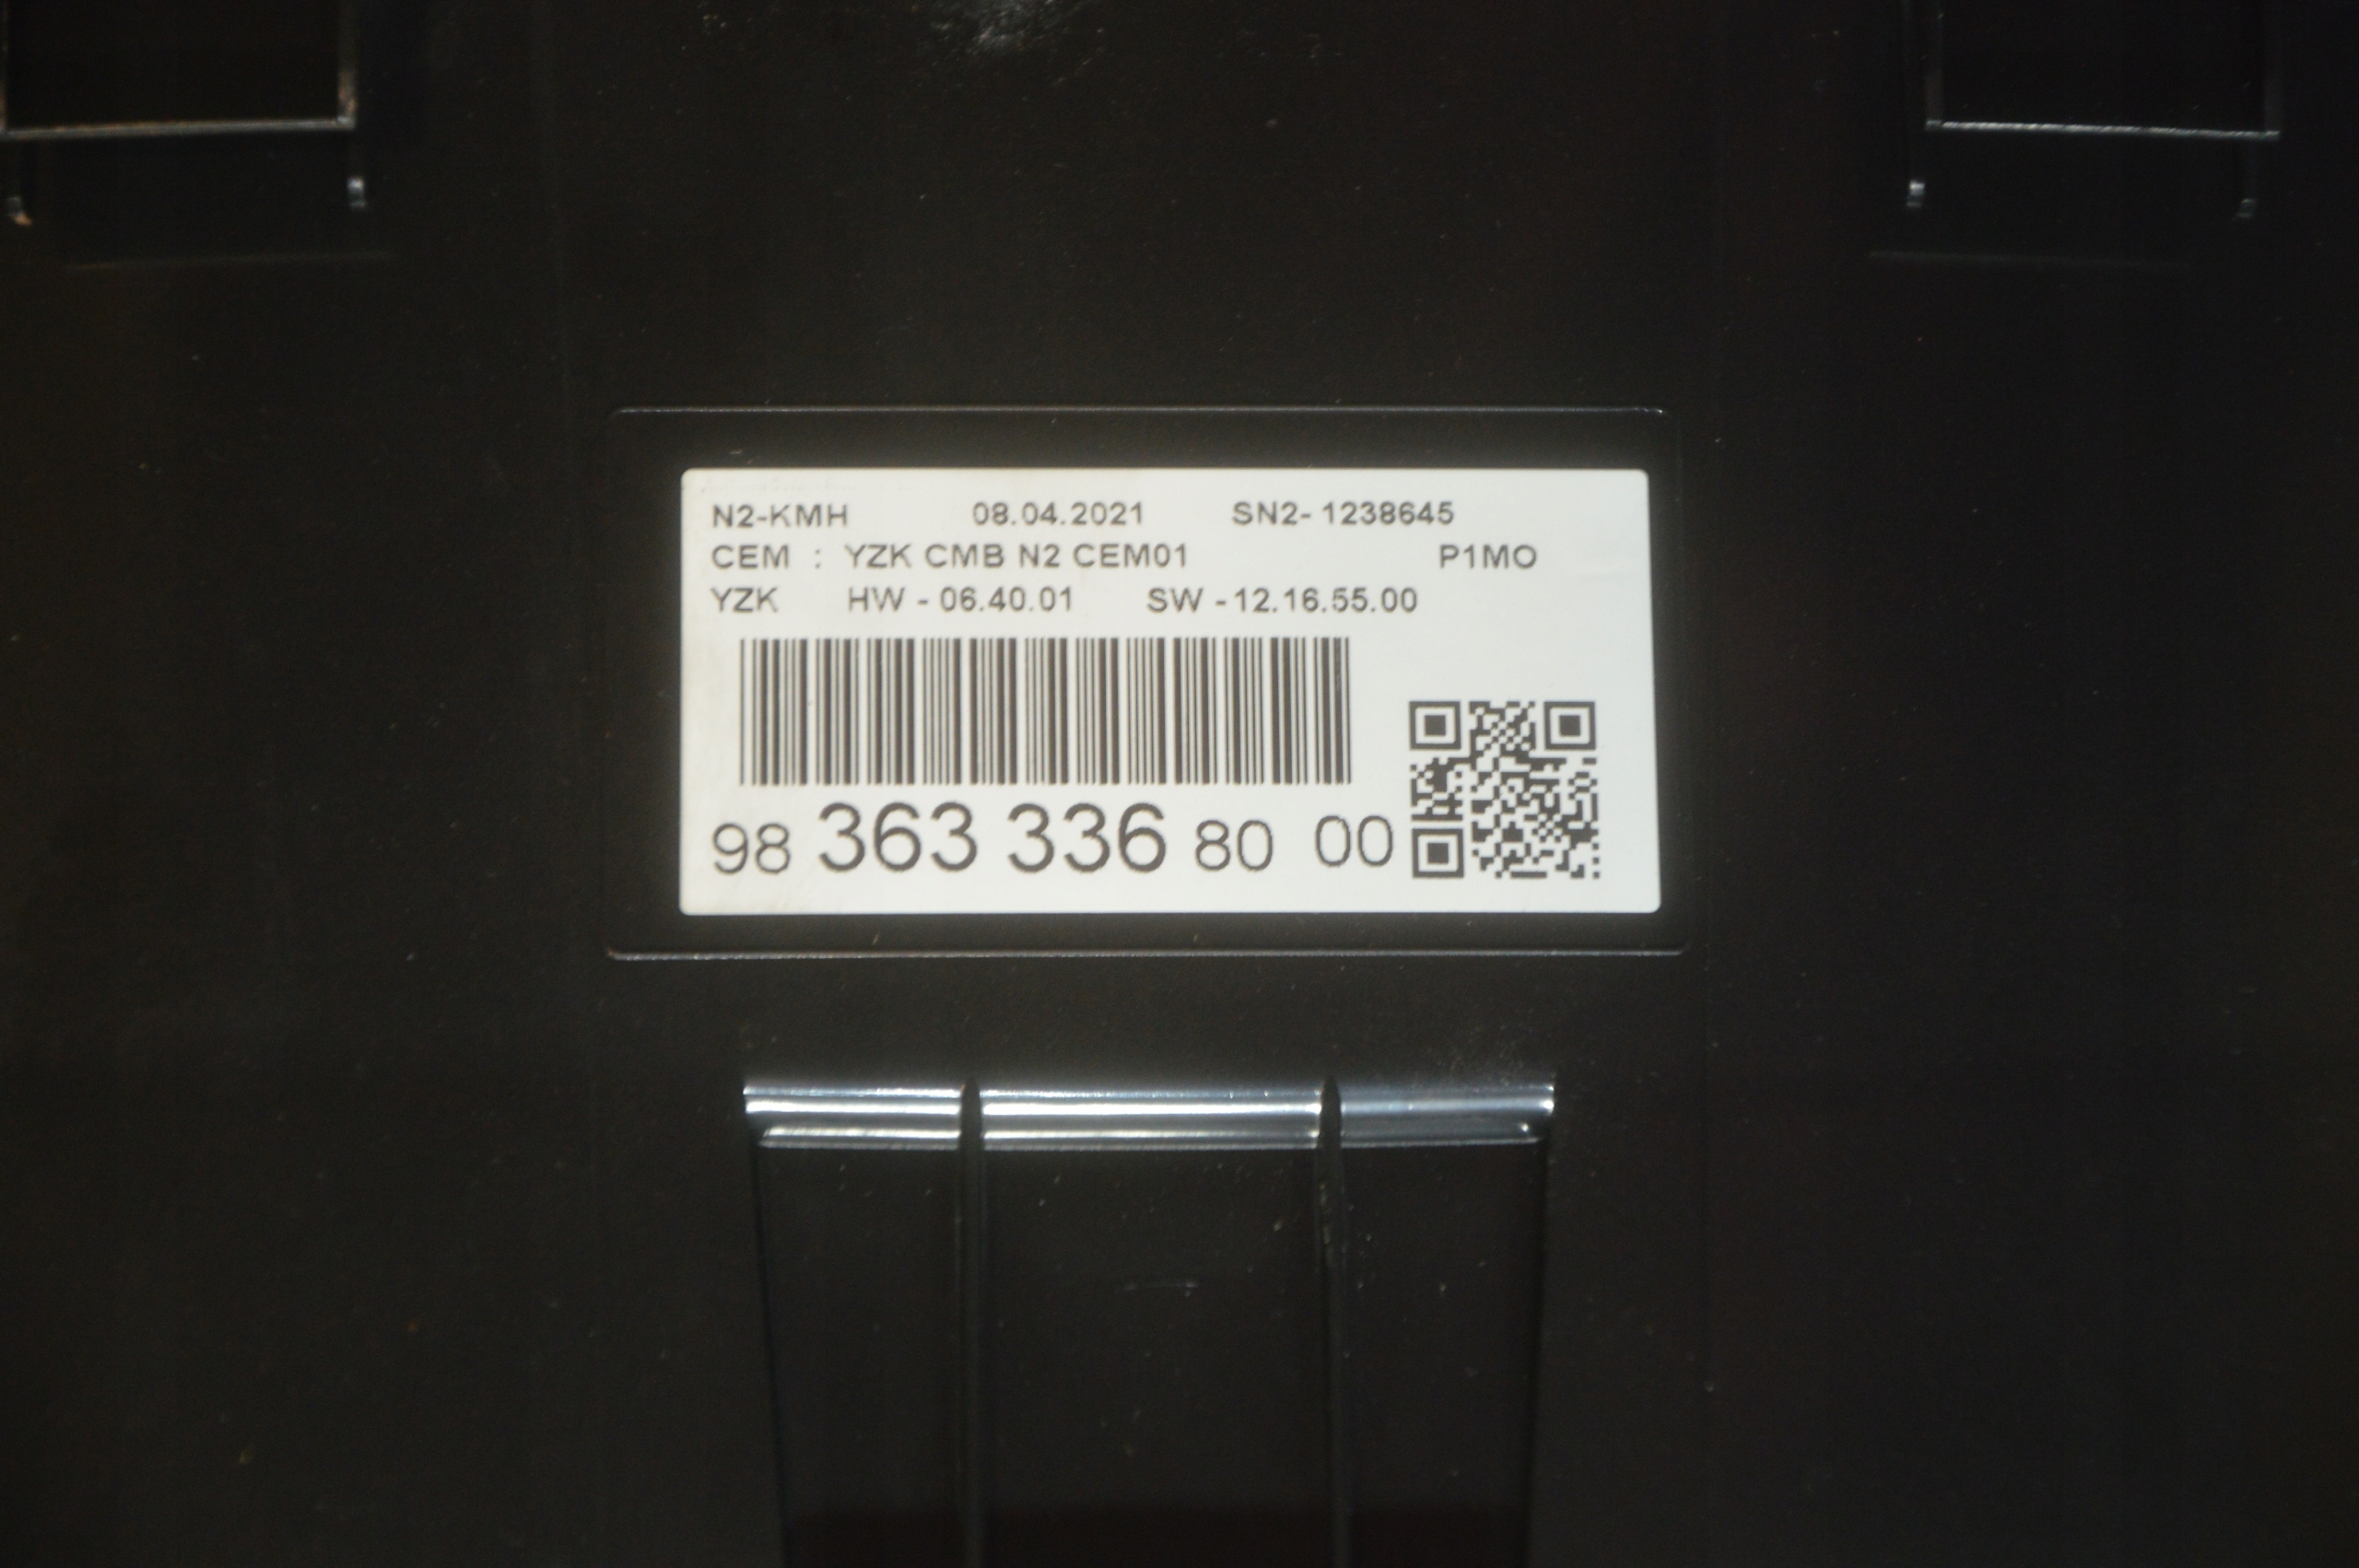 N2-KMH 08.04.2021 SN2- 1238645
CEM : YZK CMB N2 CEM01 P1MO
YZK HW - 06.40.01 SW - 12.16.55.00
98 363 336 80 00